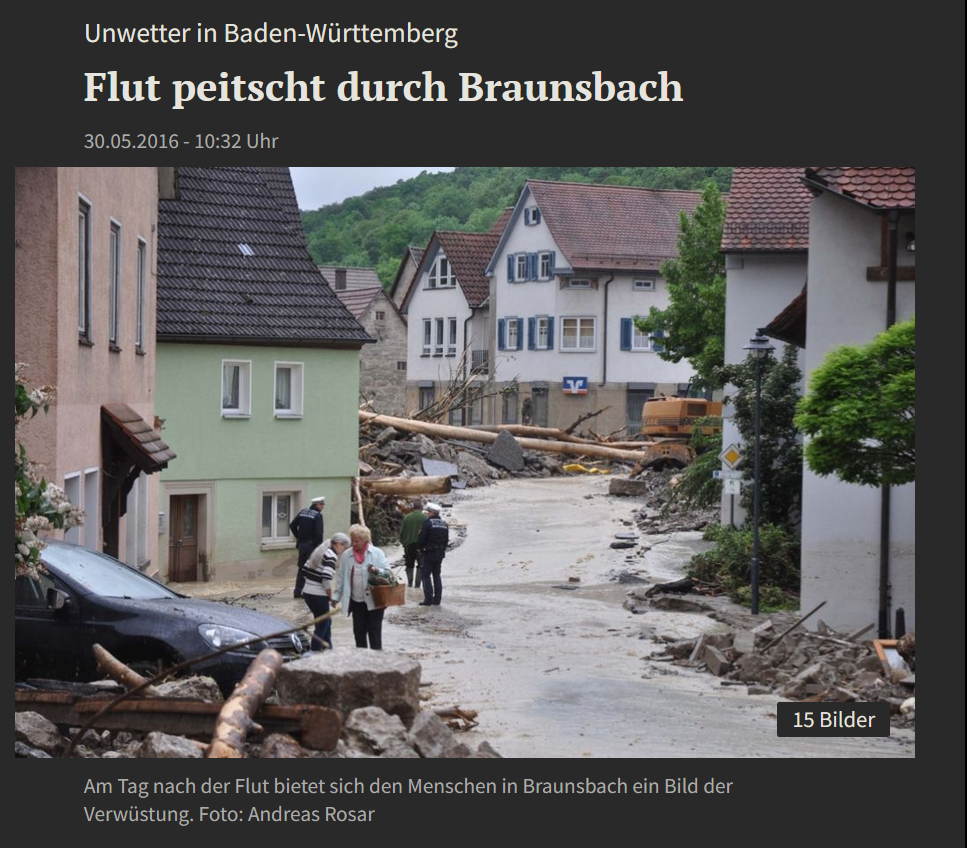 Unwetter in Baden-Württemberg
Flut peitscht durch Braunsbach
30.05.2016 - 10:32 Uhr
15 Bilder
Am Tag nach der Flut bietet sich den Menschen in Braunsbach ein Bild der
Verwüstung. Foto: Andreas Rosar